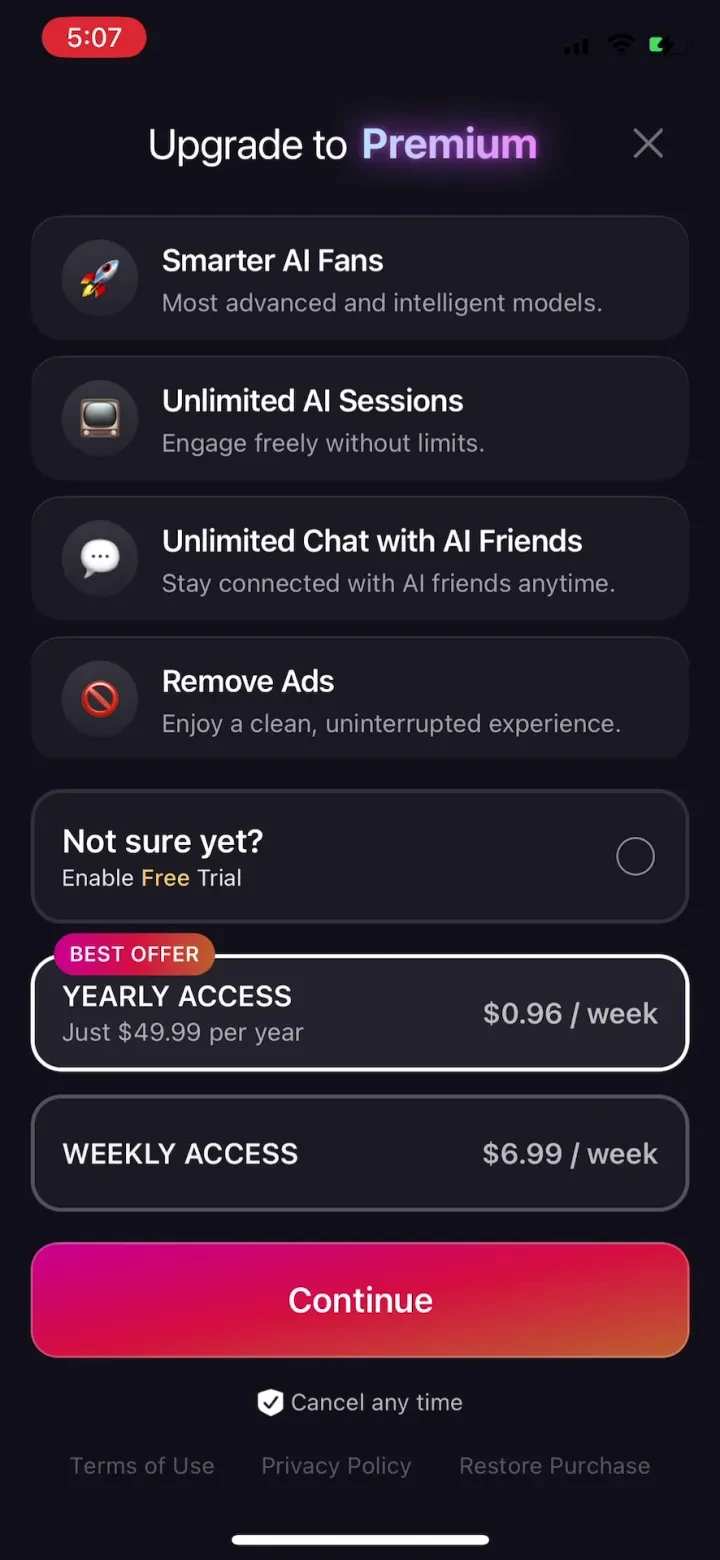 5:07
Upgrade to Premium
Smarter AI Fans
Most advanced and intelligent models.
Unlimited AI Sessions
Engage freely without limits.
Unlimited Chat with AI Friends
Stay connected with AI friends anytime.
Remove Ads
Enjoy a clean, uninterrupted experience.
Not sure yet?
Enable Free Trial
BEST OFFER
YEARLY ACCESS
Just $49.99 per year
$0.96 / week
WEEKLY ACCESS
$6.99 / week
Continue
Cancel any time
Terms of Use
Privacy Policy
Restore Purchase